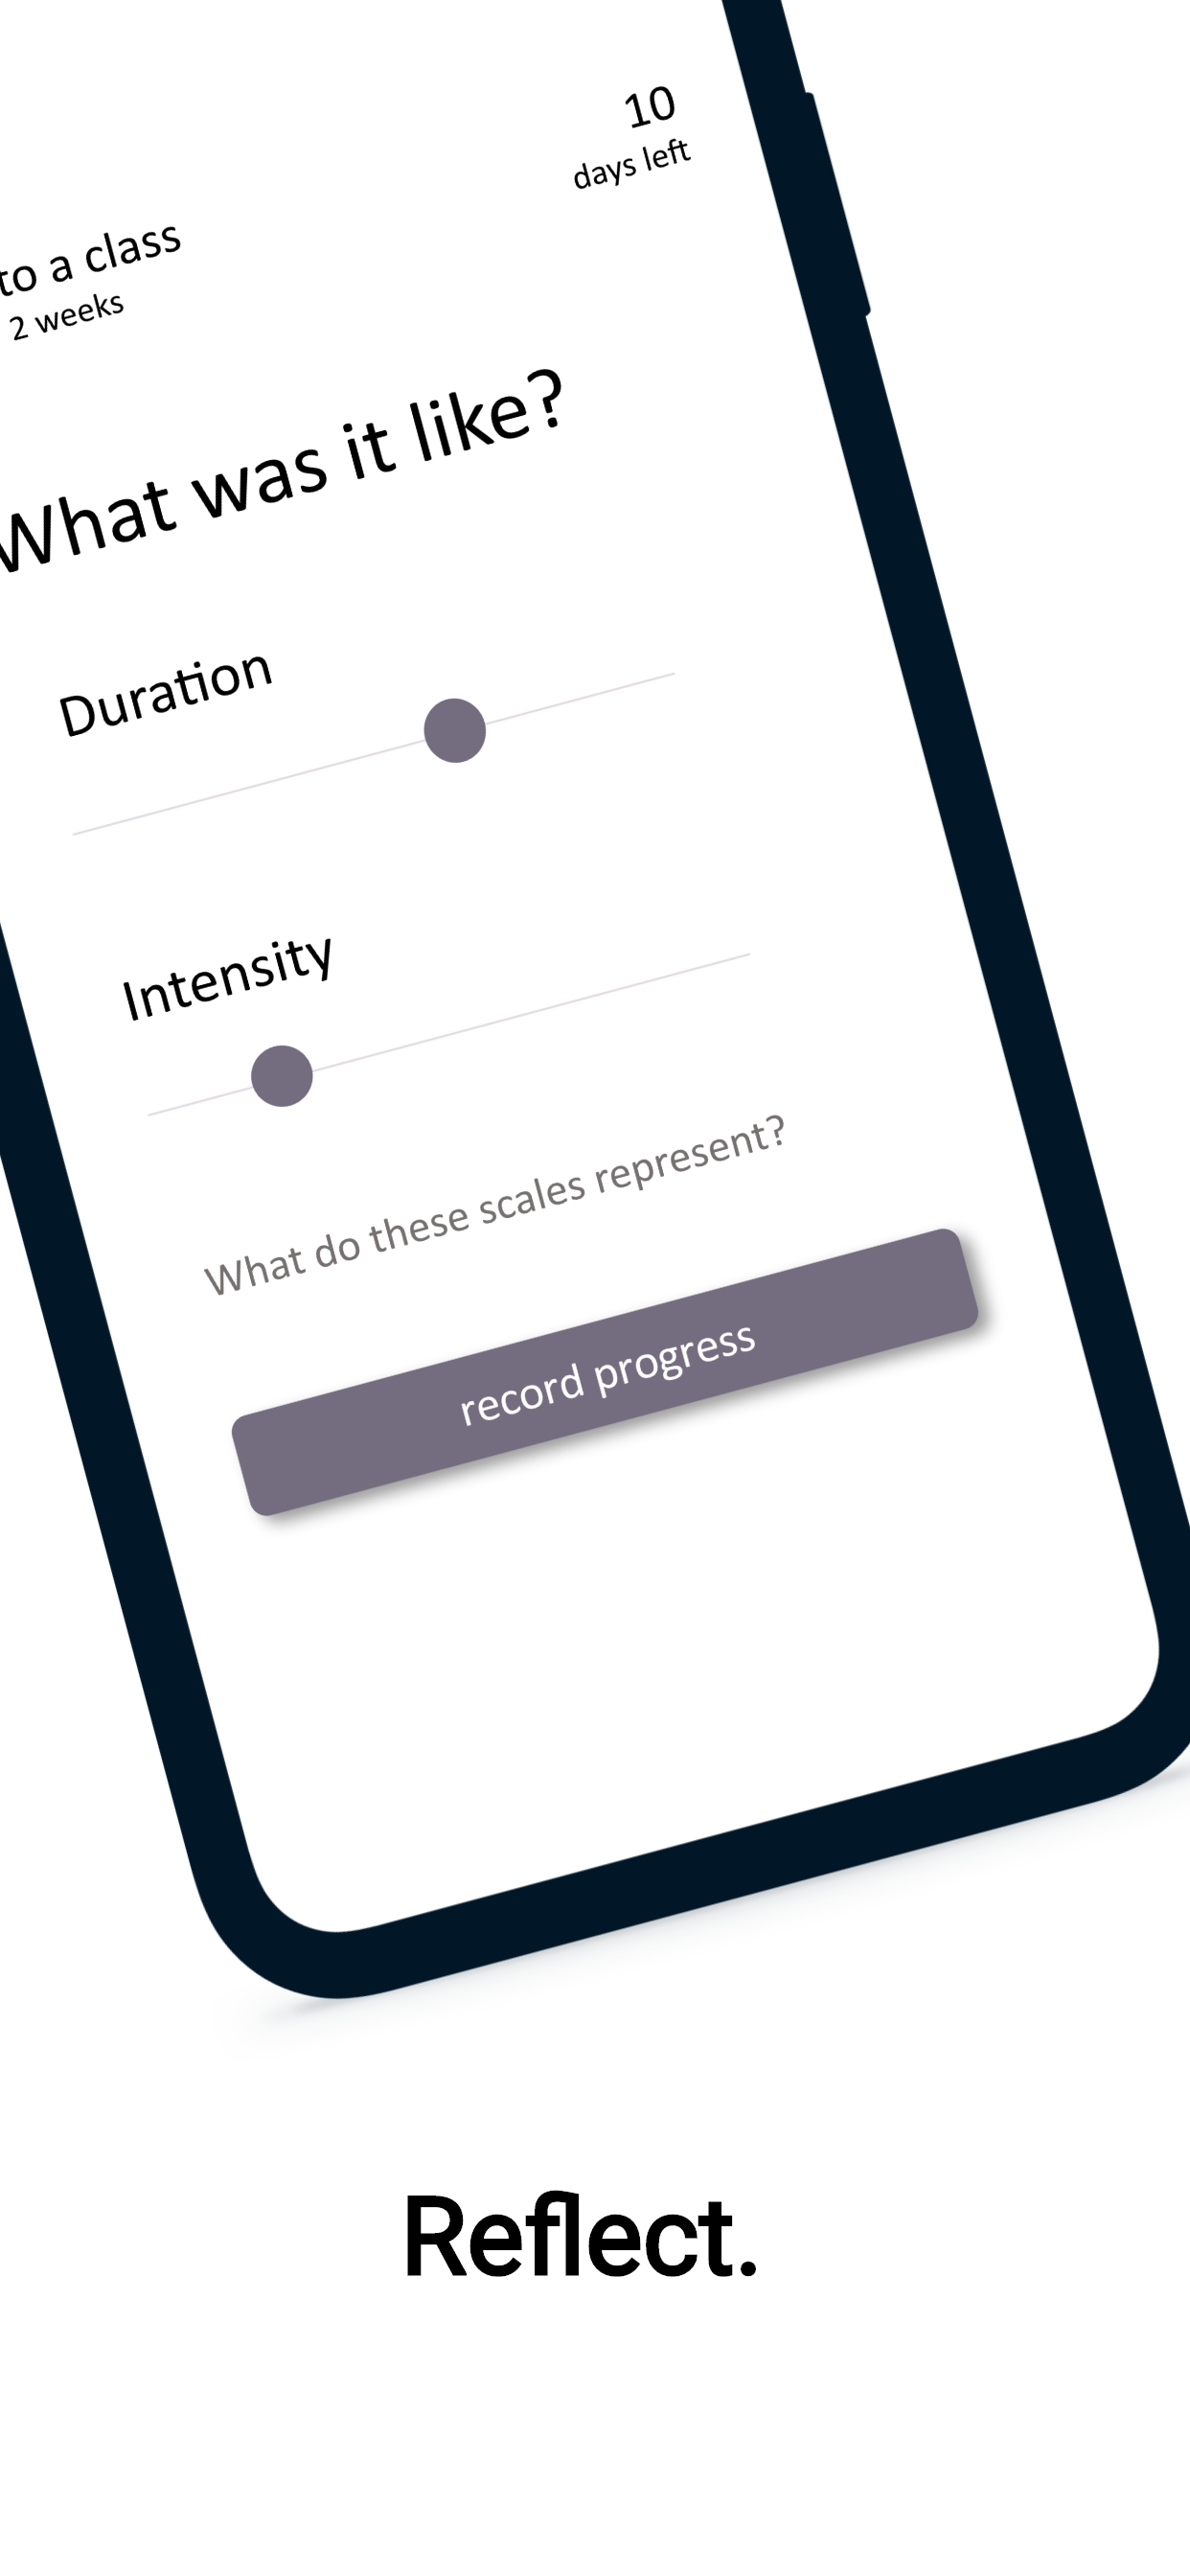 10
days left
to a class
2 weeks
What was it like?
Duration
Intensity
What do these scales represent?
record progress
Reflect.